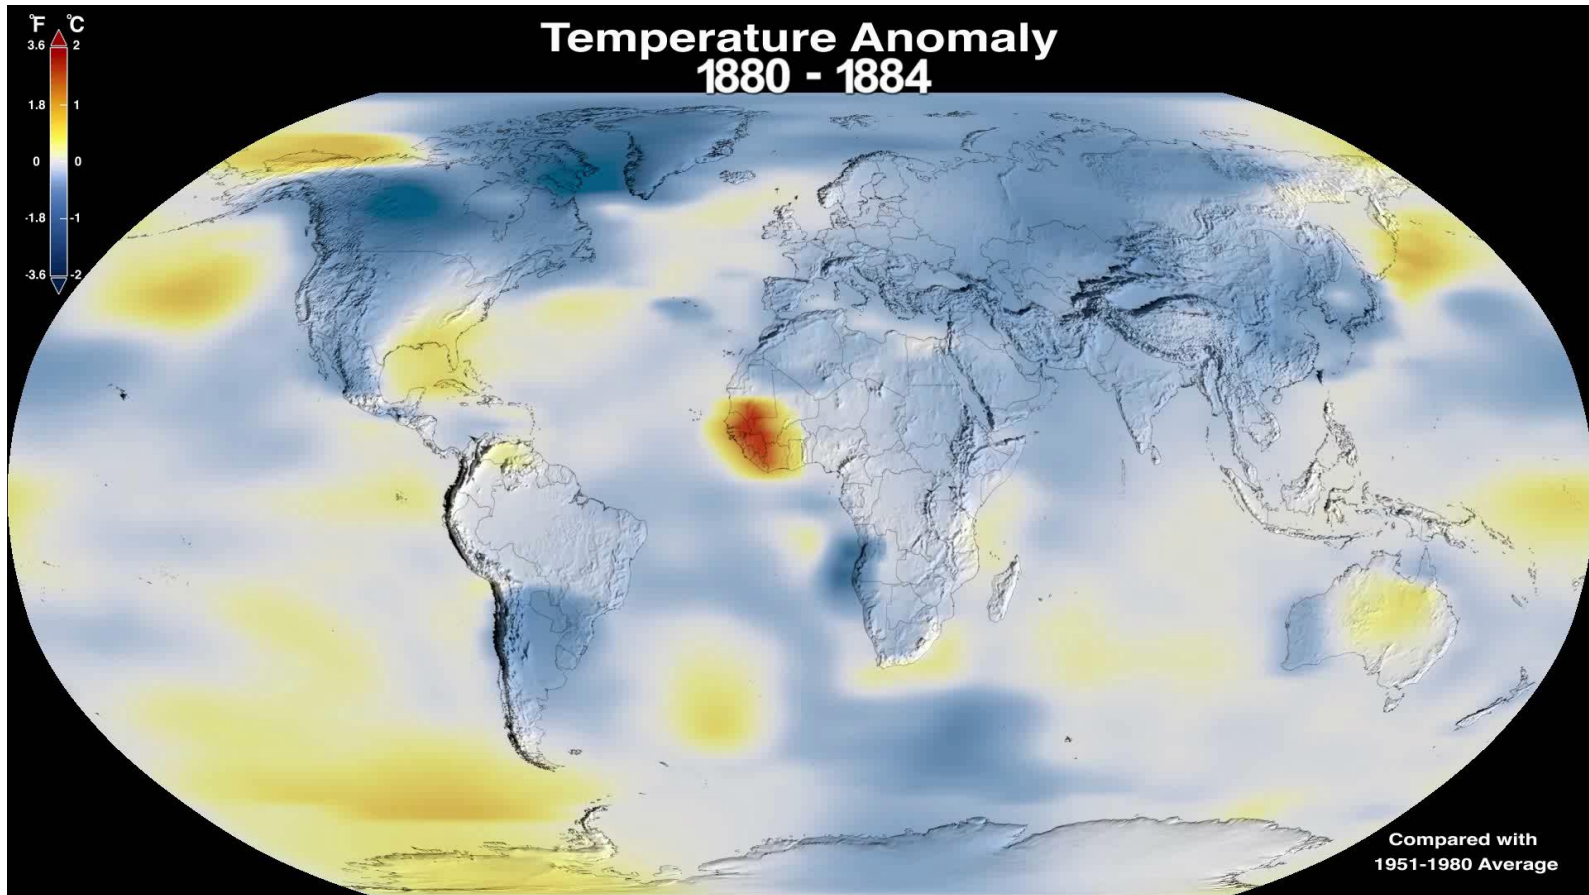 °F °C
Temperature Anomaly
1880 - 1884
3.6 2
1.8 1
0 0
-1.8 -1
-3.6 -2
Compared with
1951-1980 Average